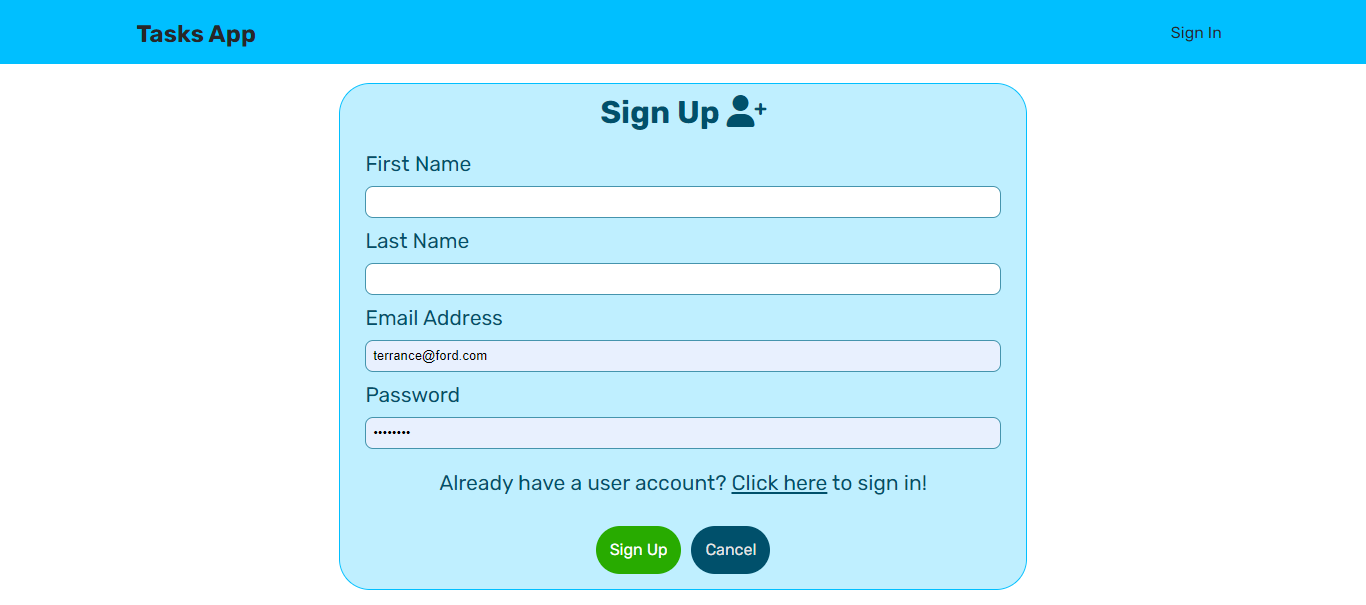 Tasks App
Sign In
Sign Up
First Name
Last Name
Email Address
terrance@ford.com
Password
••••••••
Already have a user account? Click here to sign in!
Sign Up
Cancel